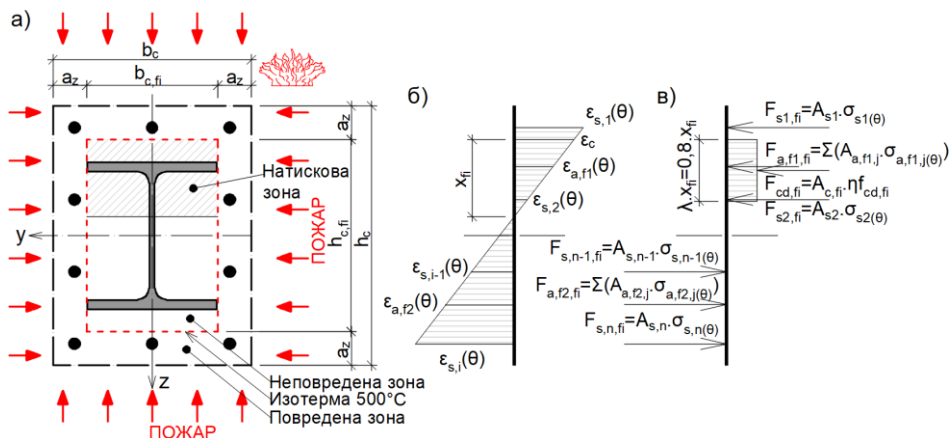 а)
b_c
a_z
b_c,fi
a_z
a_z
Натискова
зона
y
h_c,fi
h_c
ПОЖАР
a_z
z
Неповредена зона
Изотерма 500°C
Повредена зона
ПОЖАР
б)
ε_s,1(θ)
ε_c
x_fi
ε_a,f1(θ)
ε_s,2(θ)
ε_s,i-1(θ)
ε_a,f2(θ)
ε_s,i(θ)
в)
F_s1,fi=A_s1.σ_s1(θ)
λ.x_fi=0,8.x_fi
F_a,f1,fi=Σ(A_a,f1,j.σ_a,f1,j(θ))
F_cd,fi=A_c,fi.ηf_cd,fi
F_s2,fi=A_s2.σ_s2(θ)
F_s,n-1,fi=A_s,n-1.σ_s,n-1(θ)
F_a,f2,fi=Σ(A_a,f2,j.σ_a,f2,j(θ))
F_s,n,fi=A_s,n.σ_s,n(θ)